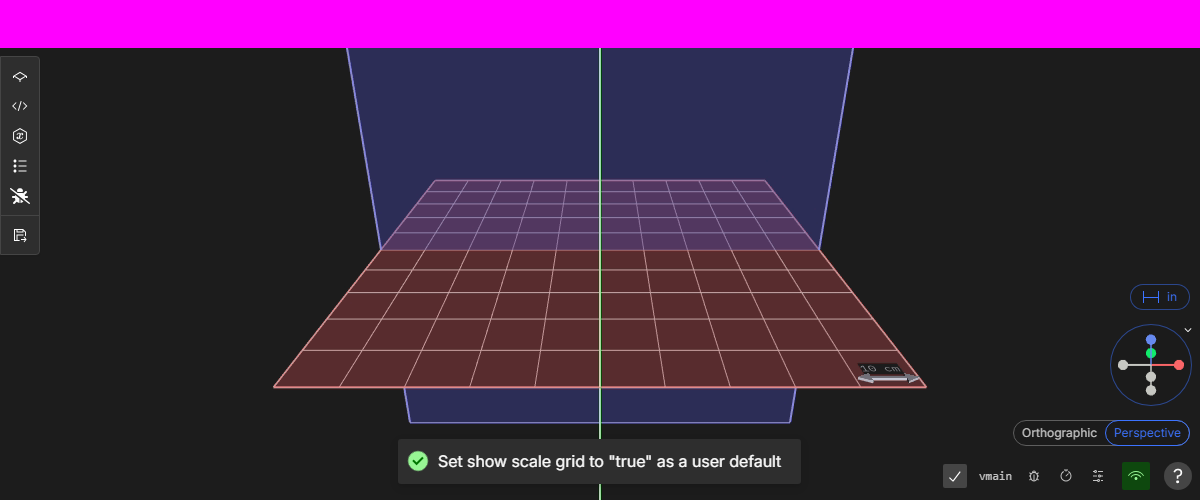 in
10 cm
Orthographic Perspective
Set show scale grid to "true" as a user default
vmain
?